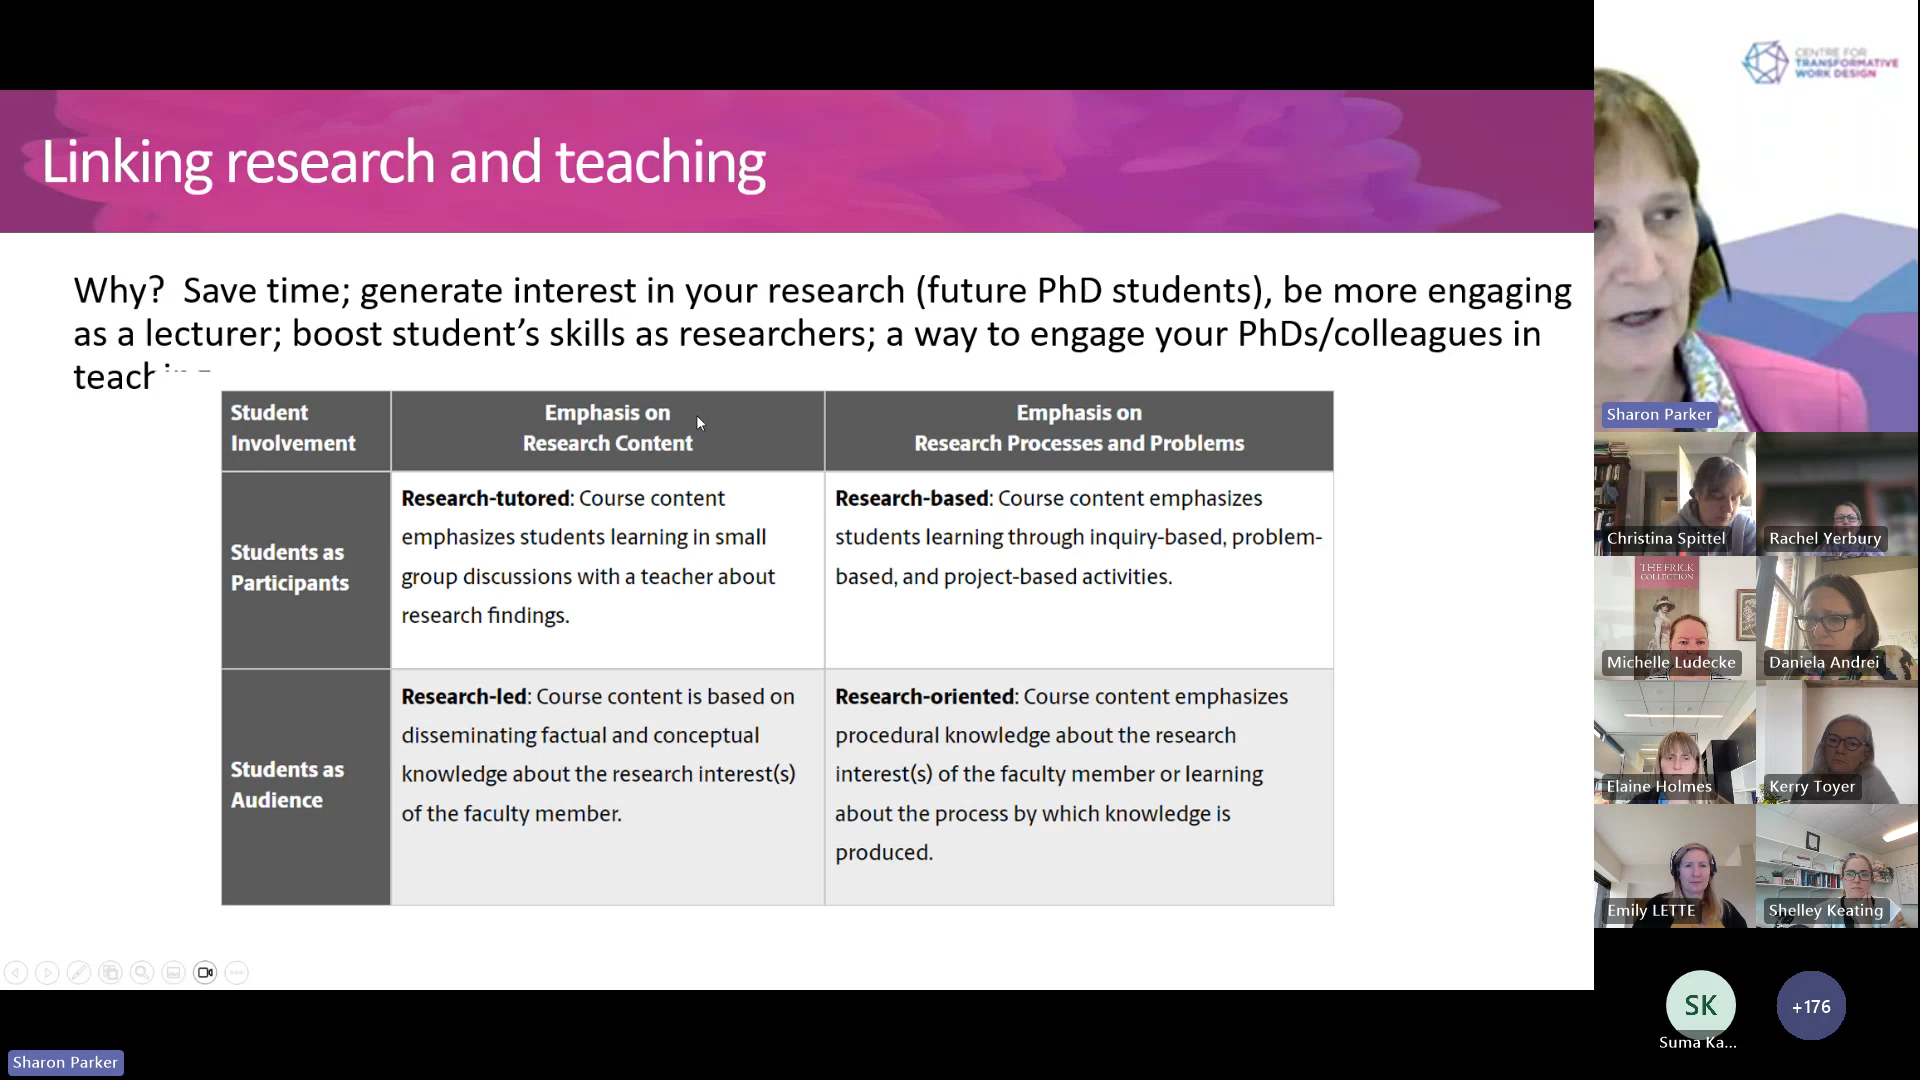 Linking research and teaching
Why? Save time; generate interest in your research (future PhD students), be more engaging
as a lecturer; boost student’s skills as researchers; a way to engage your PhDs/colleagues in
Student
Involvement
Emphasis on
Research Content
Emphasis on
Research Processes and Problems
Students as
Participants
Research-tutored: Course content
emphasizes students learning in small
group discussions with a teacher about
research findings.
Research-based: Course content emphasizes
students learning through inquiry-based, problem-
based, and project-based activities.
Students as
Audience
Research-led: Course content is based on
disseminating factual and conceptual
knowledge about the research interest(s)
of the faculty member.
Research-oriented: Course content emphasizes
procedural knowledge about the research
interest(s) of the faculty member or learning
about the process by which knowledge is
produced.
Sharon Parker
CENTRE FOR
TRANSFORMATIVE
WORK DESIGN
Sharon Parker
Christina Spittel
Rachel Yerbury
THE FRICK
COLLECTION
Michelle Ludecke
Daniela Andrei
Elaine Holmes
Kerry Toyer
Emily LETTE
Shelley Keating
SK
Suma Ka...
+176